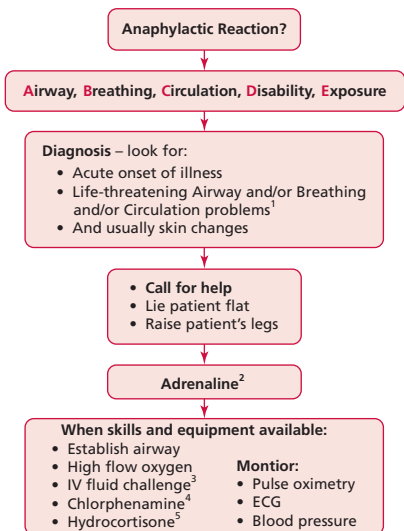 Anaphylactic Reaction?
Airway, Breathing, Circulation, Disability, Exposure
Diagnosis – look for:
• Acute onset of illness
• Life-threatening Airway and/or Breathing
and/or Circulation problems1
• And usually skin changes
• Call for help
• Lie patient flat
• Raise patient's legs
Adrenaline2
When skills and equipment available:
• Establish airway
• High flow oxygen
• IV fluid challenge3
• Chlorphenamine4
• Hydrocortisone5
Montior:
• Pulse oximetry
• ECG
• Blood pressure